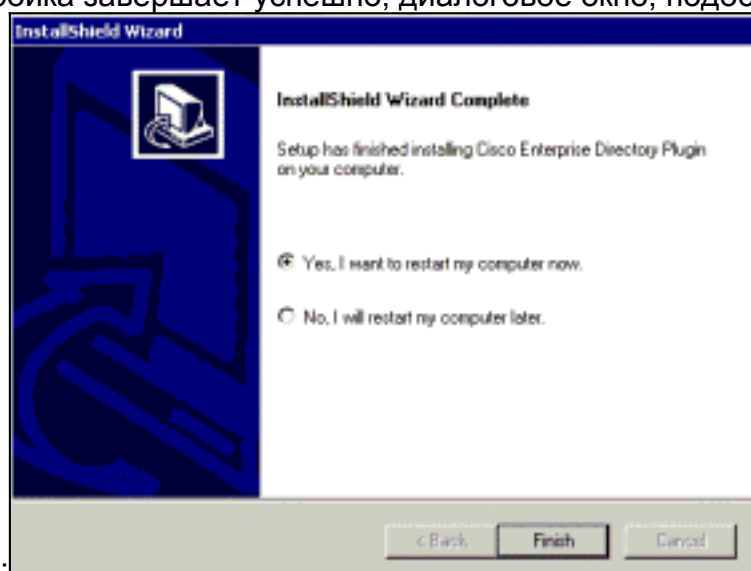 завершает успешно, диалоговое окно,
InstallShield Wizard
InstallShield Wizard Complete
Setup has finished installing Cisco Enterprise Directory Plugin
on your computer.
Yes, I want to restart my computer now.
No, I will restart my computer later.
< Back
Finish
Cancel
.